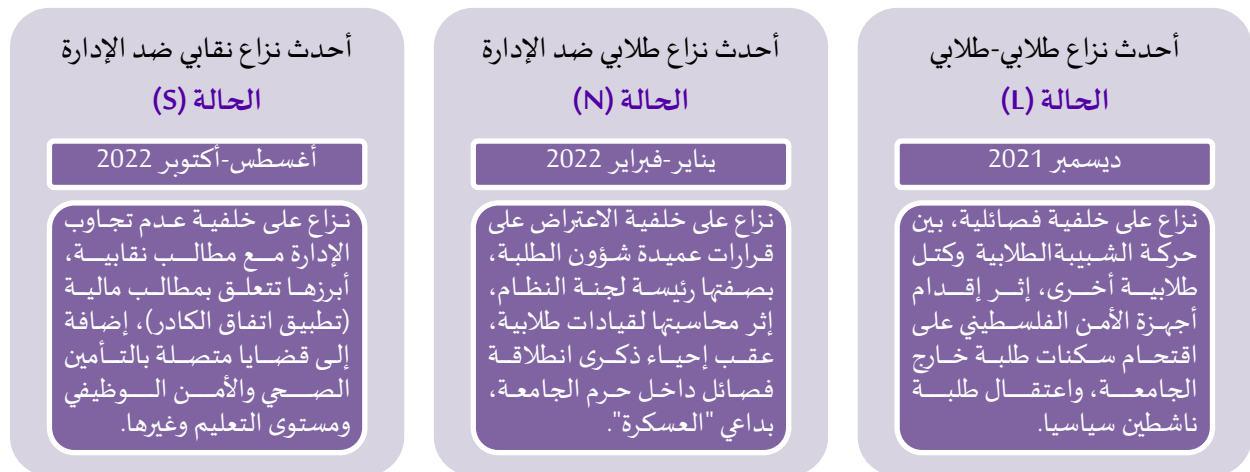 أحدث نزاع طلابي-طلابي
الحالة (L)
ديسمبر 2021
نزاع على خلفية فصائلية، بين
حركة الشبيبةالطلابية وكتل
طلابية أخرى، إثر إقدام
أجهزة الأمن الفلسطيني على
اقتحام سكنات طلبة خارج
الجامعة، واعتقال طلبة
ناشطين سياسيا.
أحدث نزاع طلابي ضد الإدارة
الحالة (N)
يناير-فبراير 2022
نزاع على خلفية الاعتراض على
قرارات عميدة شؤون الطلبة،
بصفتها رئيسة لجنة النظام،
إثر محاسبتها لقيادات طلابية،
عقب إحياء ذكرى انطلاقة
فصائل داخل حرم الجامعة،
بداعي "العسكرة".
أحدث نزاع نقابي ضد الإدارة
الحالة (S)
أغسطس-أكتوبر 2022
نزاع على خلفية عدم تجاوب
الإدارة مع مطالب نقابية،
أبرزها تتعلق بمطالب مالية
(تطبيق اتفاق الكادر)، إضافة
إلى قضايا متصلة بالتأمين
الصحي والأمن الوظيفي
ومستوى التعليم وغيرها.